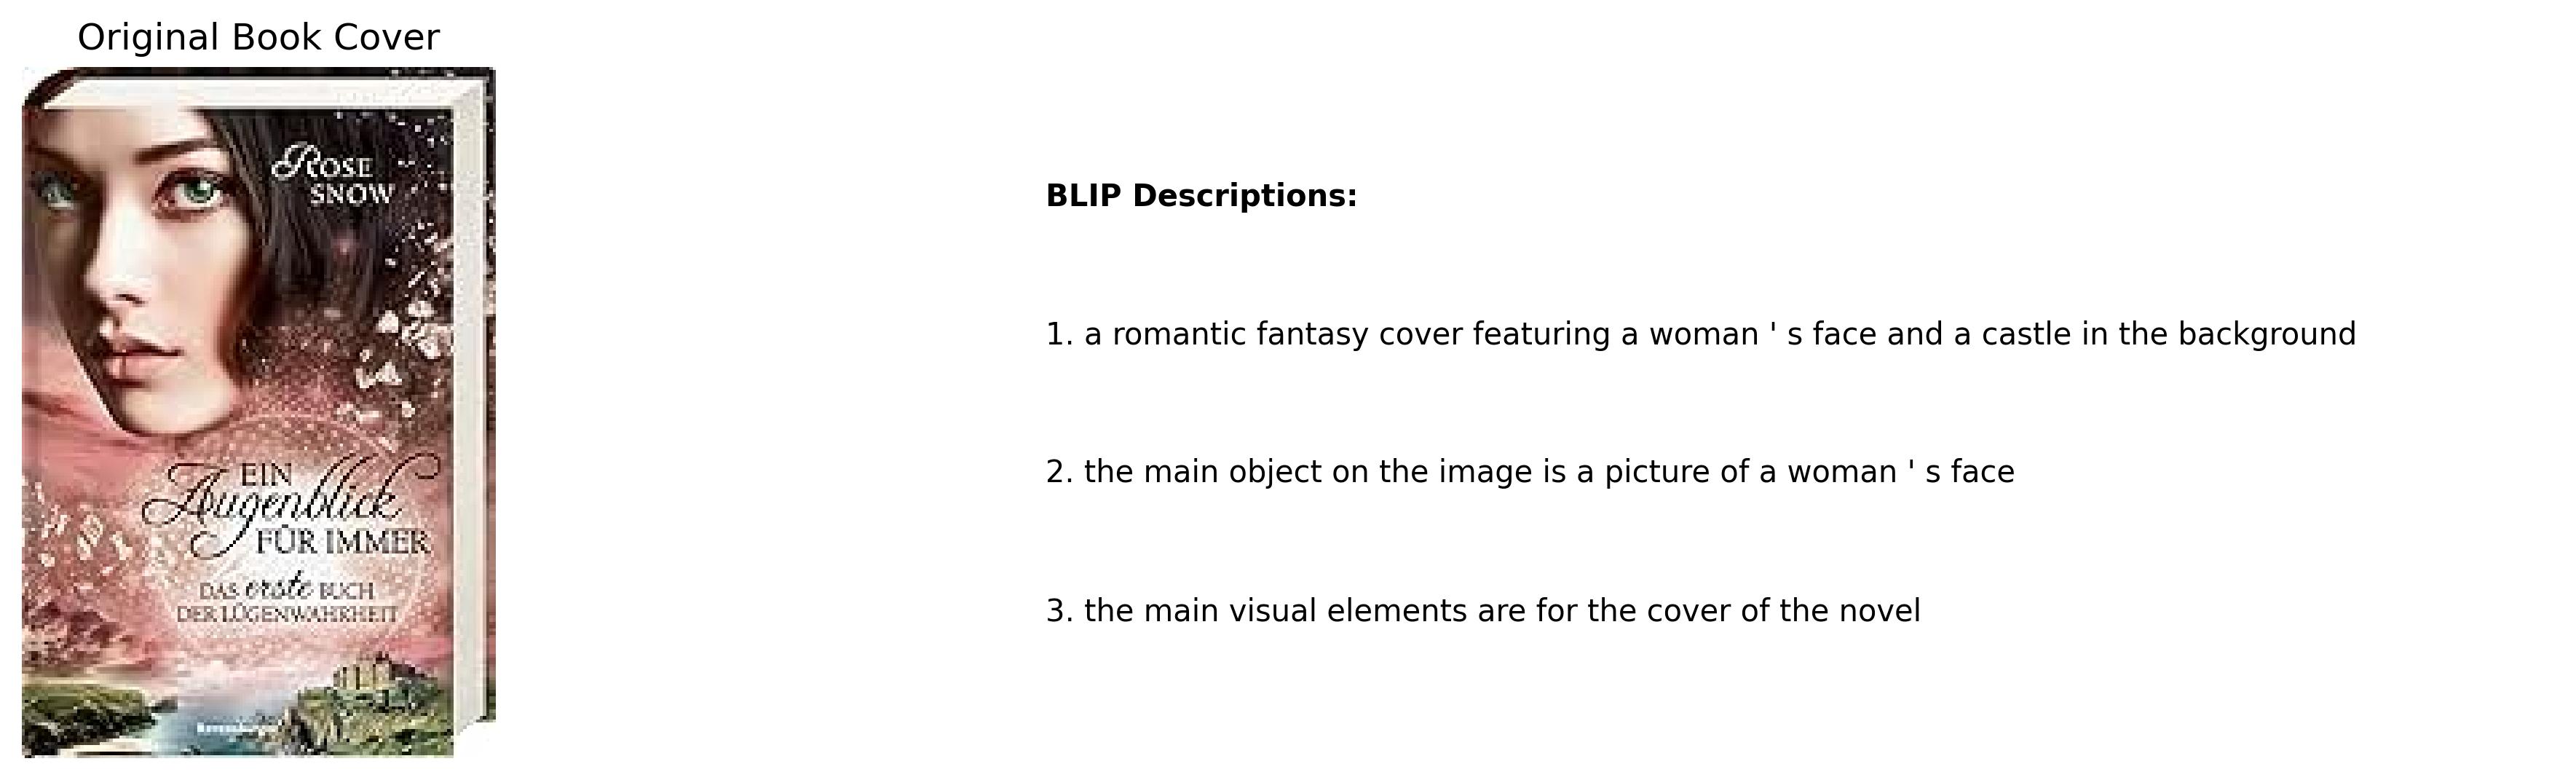 Original Book Cover
ROSE
SNOW
EIN
Augenblick
FÜR IMMER
DAS erste BUCH
DER LÜGENWAHRHEIT
BLIP Descriptions:
1. a romantic fantasy cover featuring a woman ' s face and a castle in the background
2. the main object on the image is a picture of a woman ' s face
3. the main visual elements are for the cover of the novel